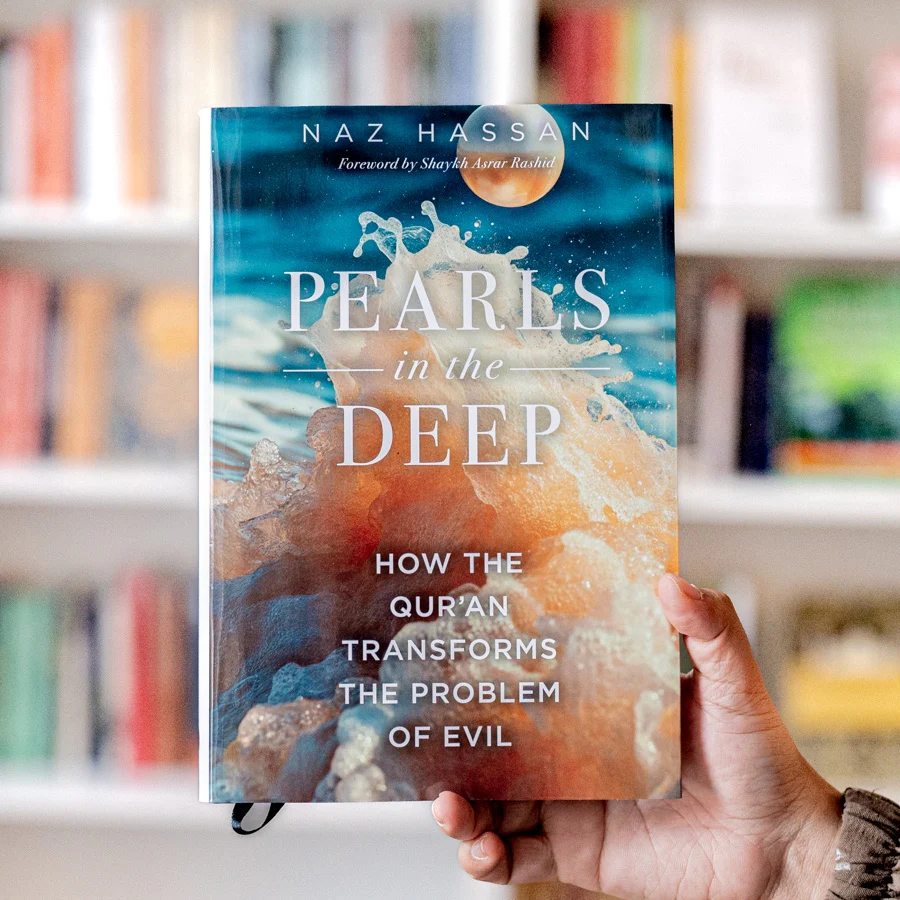 NAZ HASSAN
Foreword by Shaykh Asrar Rashid
PEARLS
in the
DEEP
HOW THE
QUR'AN
TRANSFORMS
THE PROBLEM
OF EVIL